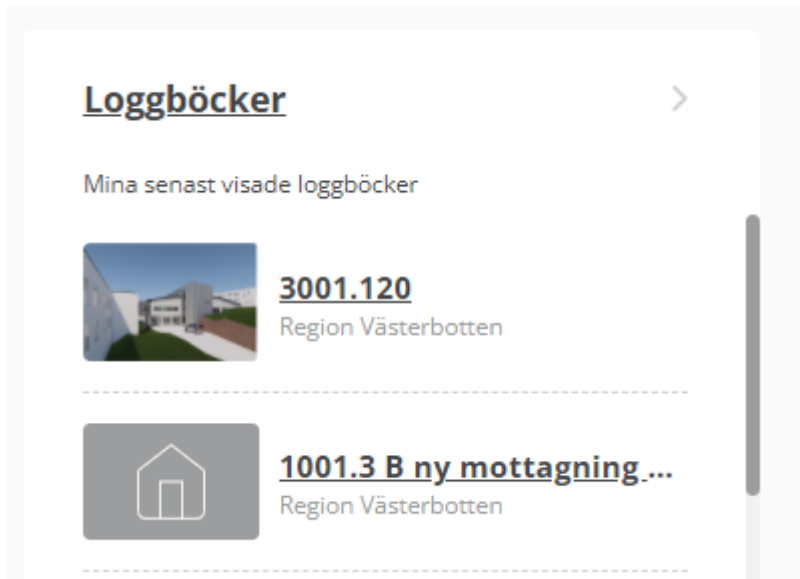 Loggböcker
Mina senast visade loggböcker
3001.120
Region Västerbotten
1001.3 B ny mottagning ...
Region Västerbotten